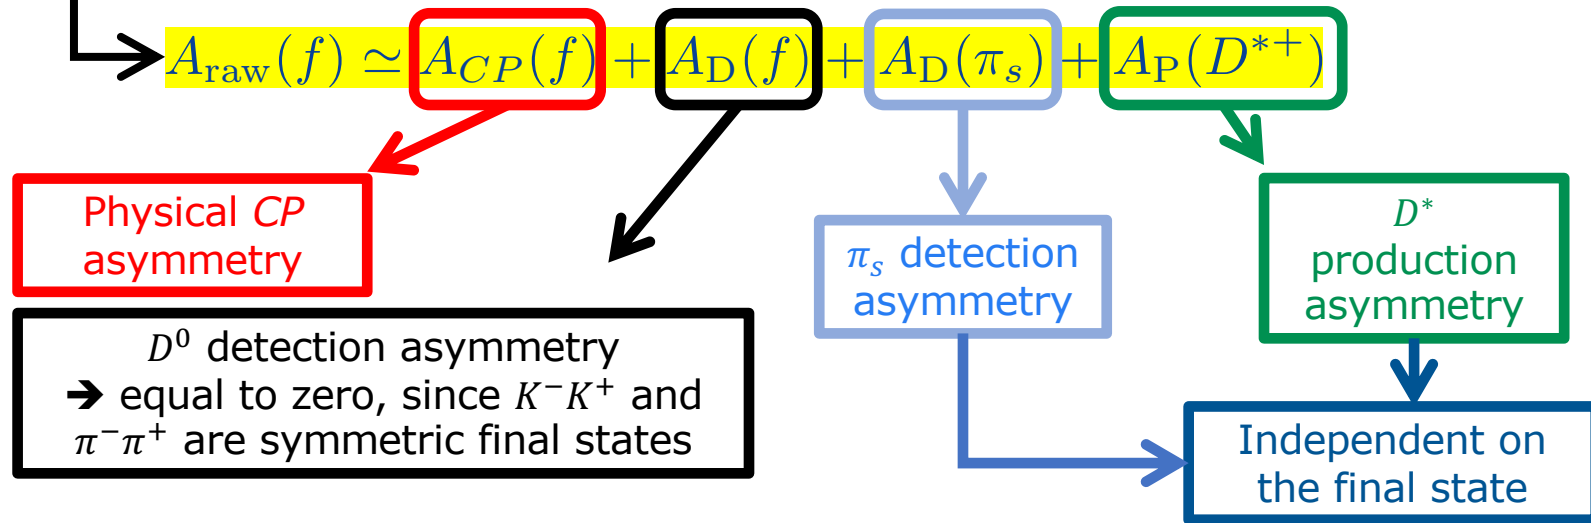 A_raw(f) ≃ A_CP(f) + A_D(f) + A_D(π_s) + A_P(D^{*+})
Physical CP
asymmetry
D⁰ detection asymmetry
➔ equal to zero, since K⁻K⁺ and
π⁻π⁺ are symmetric final states
π_s detection
asymmetry
D*
production
asymmetry
Independent on
the final state